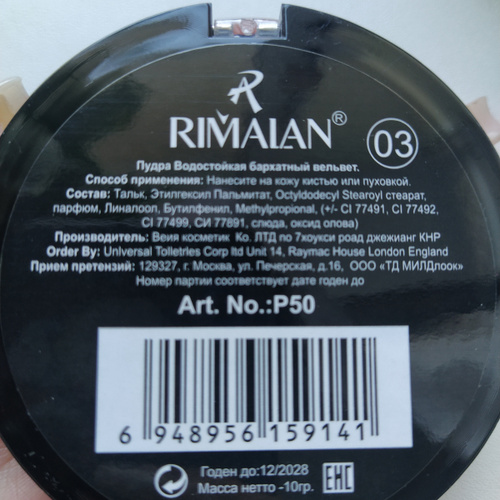 RIMALAN®
03
Пудра Водостойкая бархатный вельвет.
Способ применения: Нанесите на кожу кистью или пуховкой.
Состав: Тальк, Этилгексил Пальмитат, Octyldodecyl Stearoyl стеарат,
парфюм, Линалооп, Бутилфенил, Methylpropional, (+/- CI 77491, CI 77492,
CI 77499, СИ 77891, слюда, оксид олова)
Производитель: Веия косметик Ко. ЛТД по 7коукси роад джежианг КНР
Order By: Unlversal Tolletries Corp ltd Unit 14, Raymac House London England
Прием претензий: 129327, г. Москва, ул. Печерская, д.16, ООО «ТД МИЛДлоок»
Номер партии соответствует дате годен до
Art. No.:P50
6 948956 159141
Годен до:12/2028
Масса нетто -10гр.
EAC